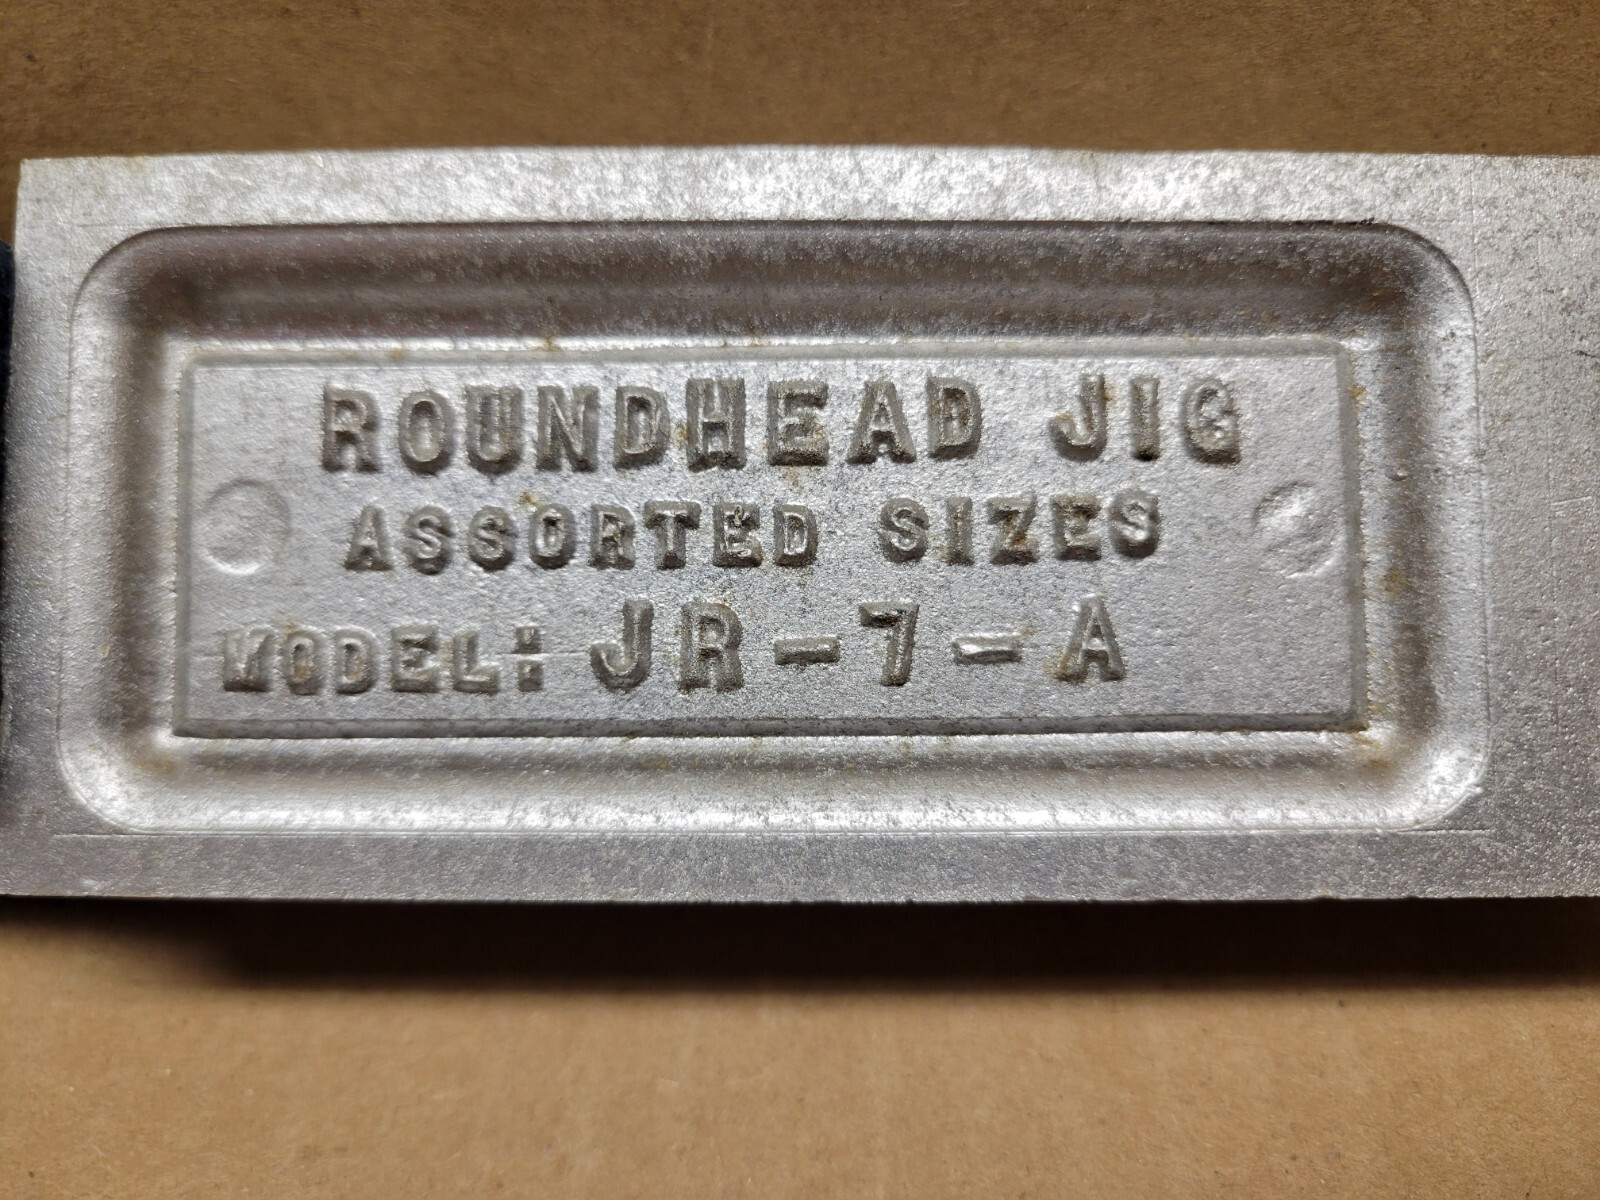 ROUNDHEAD JIG
ASSORTED SIZES
MODEL: JR-7-A